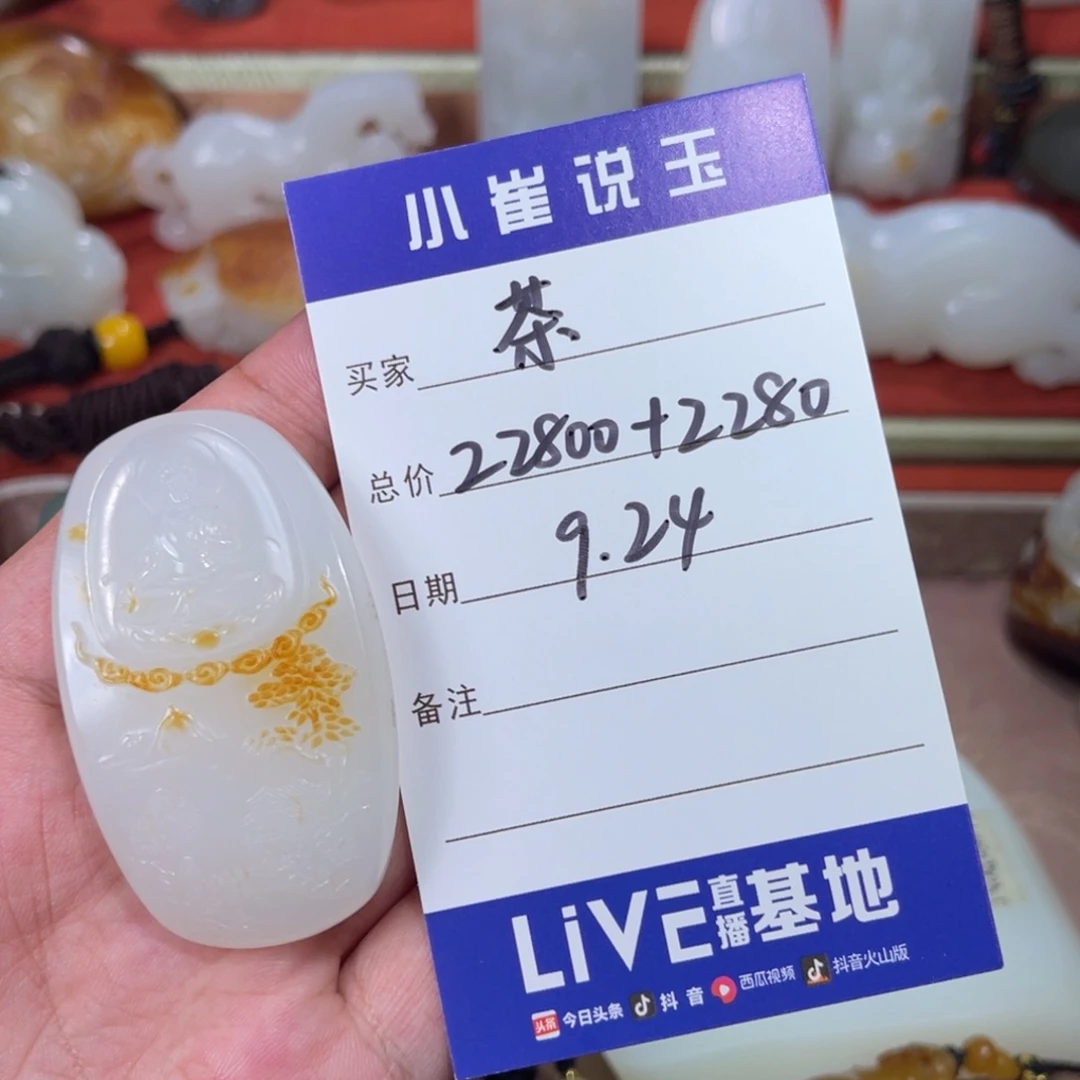 小崔说玉
买家 茶
总价 22800+2280
日期 9.24
备注
LiVE直播基地
头条 今日头条 抖音 西瓜视频 抖音火山版